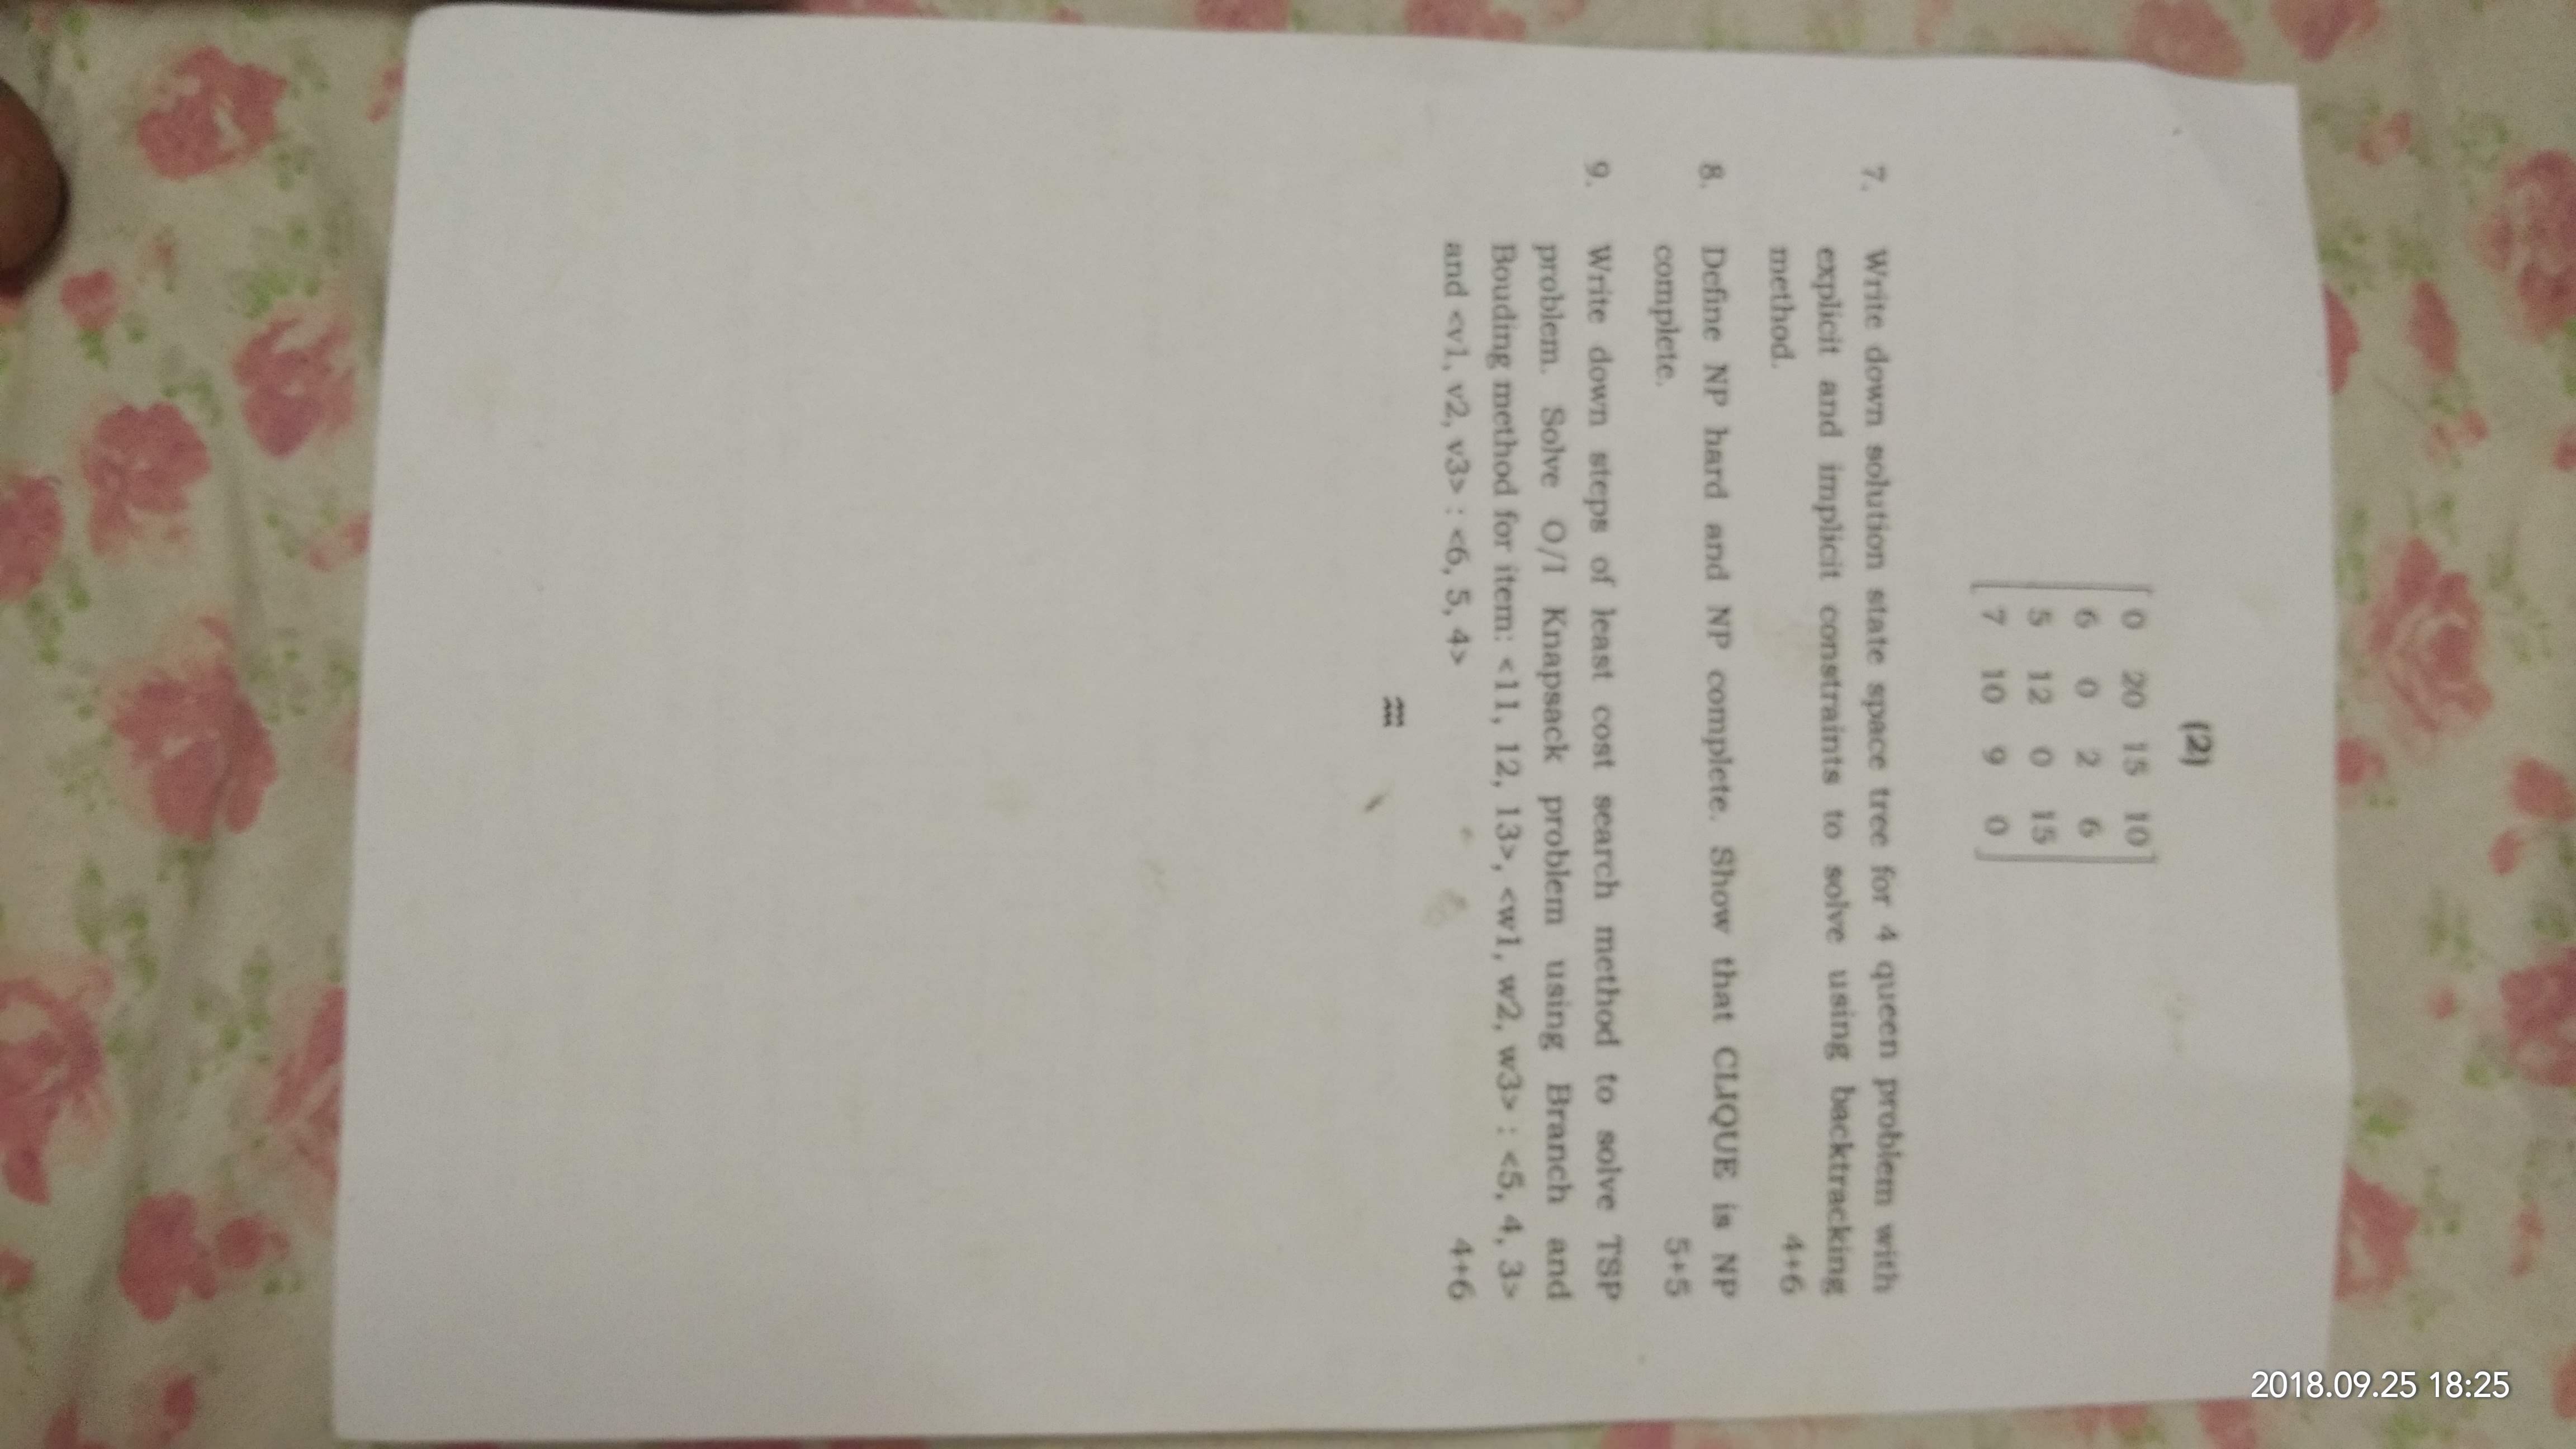 2018.09.25 18:25
(2)
0 20 15 10
6 0 2 6
5 12 0 15
7 10 9 0
7. Write down solution state space tree for 4 queen problem with
explicit and implicit constraints to solve using backtracking
method. 4+6
8. Define NP hard and NP complete. Show that CLIQUE is NP
complete. 5+5
9. Write down steps of least cost search method to solve TSP
problem. Solve O/I Knapsack problem using Branch and
Bouding method for item: <11, 12, 13>, <w1, w2, w3> : <5, 4, 3>
and <v1, v2, v3> : <6, 5, 4> 4+6